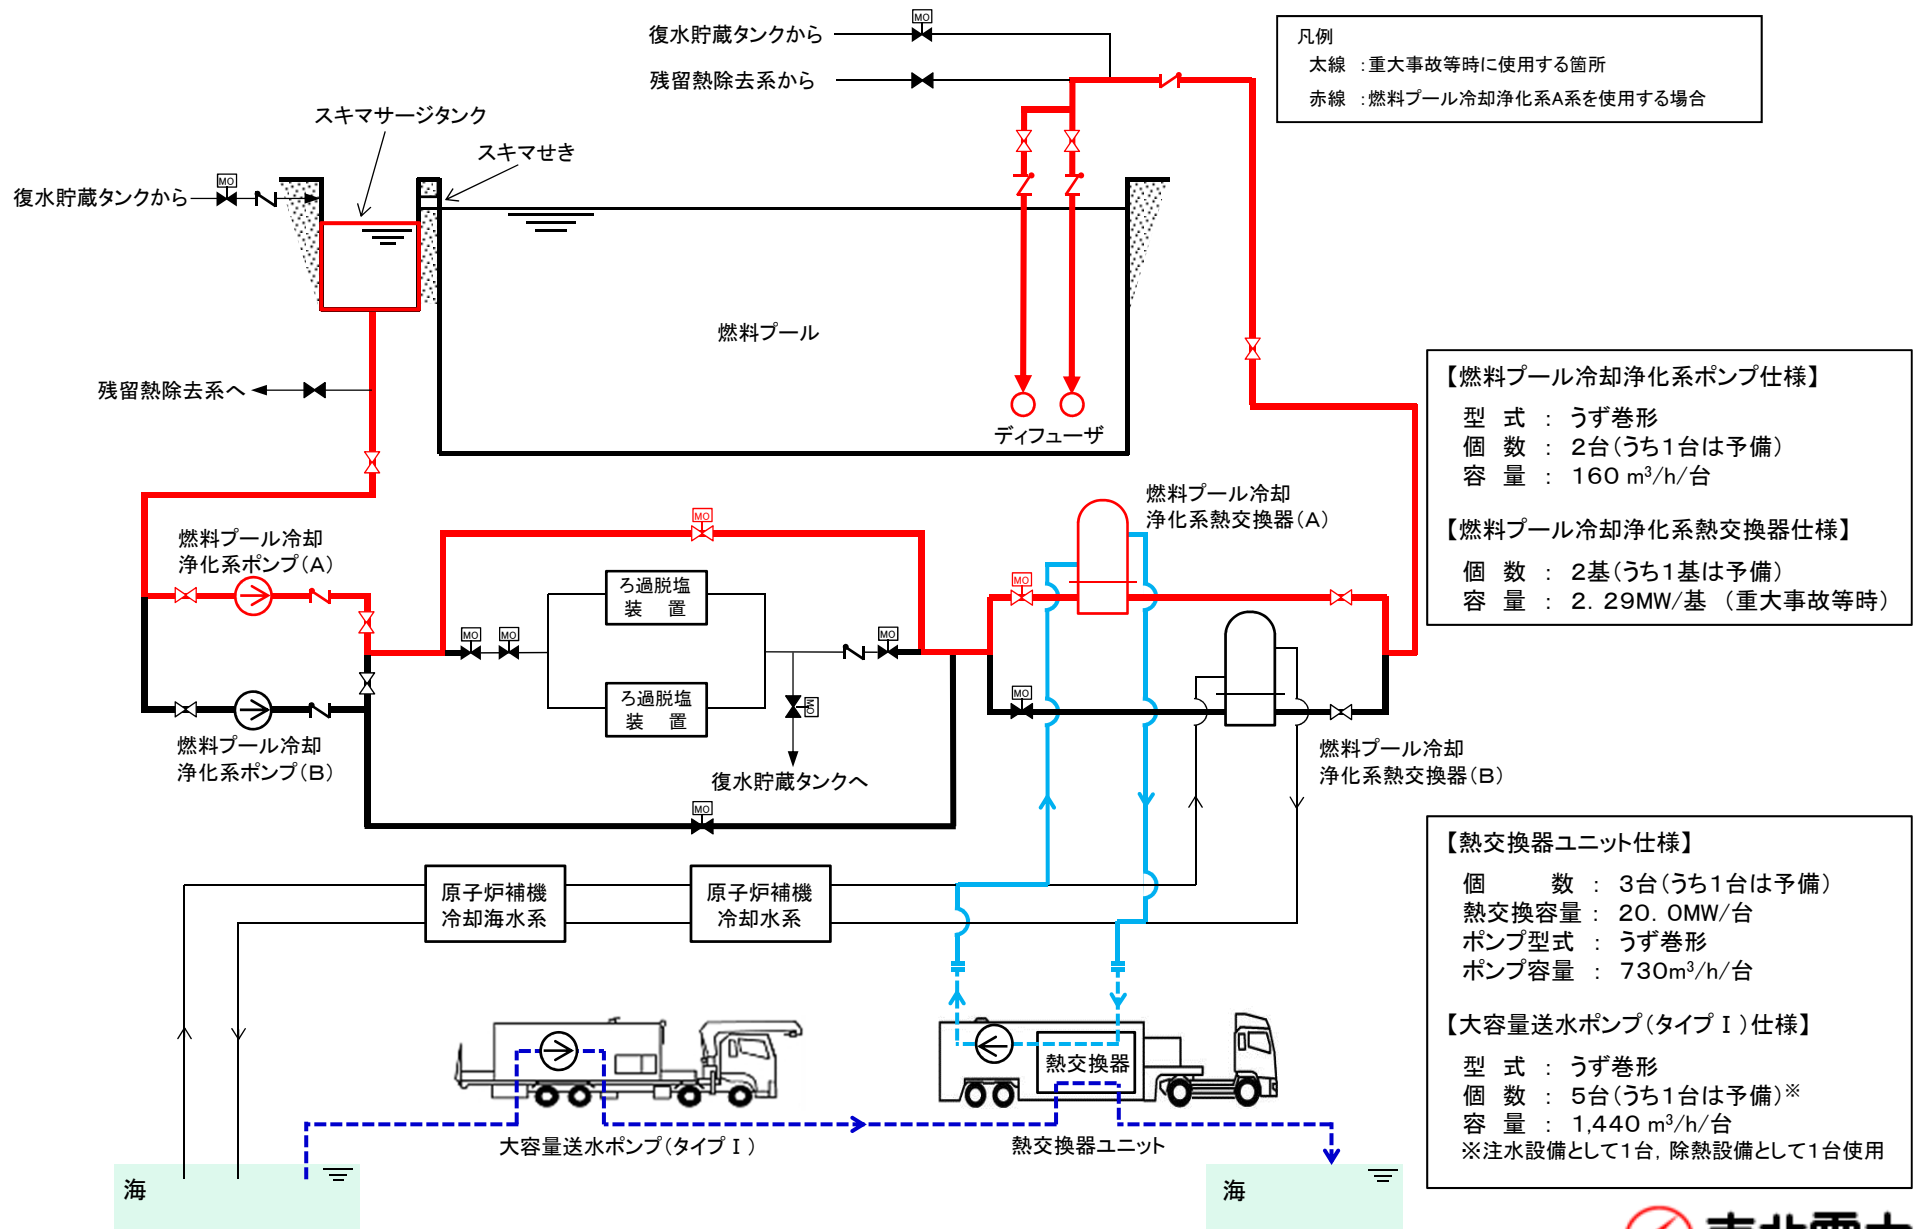 復水貯蔵タンクから
MO
残留熱除去系から
凡例
太線 : 重大事故等時に使用する箇所
赤線 : 燃料プール冷却浄化系A系を使用する場合
スキマサージタンク
スキマせき
復水貯蔵タンクから
MO
燃料プール
残留熱除去系へ
ディフューザ
【燃料プール冷却浄化系ポンプ仕様】
型 式 : うず巻形
個 数 : 2台(うち1台は予備)
容 量 : 160 m³/h/台
【燃料プール冷却浄化系熱交換器仕様】
個 数 : 2基(うち1基は予備)
容 量 : 2. 29MW/基 (重大事故等時)
燃料プール冷却
浄化系熱交換器(A)
MO
燃料プール冷却
浄化系ポンプ(A)
ろ過脱塩
装 置
MO
MO
MO
MO
ろ過脱塩
装 置
MO
MO
燃料プール冷却
浄化系ポンプ(B)
復水貯蔵タンクへ
燃料プール冷却
浄化系熱交換器(B)
MO
【熱交換器ユニット仕様】
個 数 : 3台(うち1台は予備)
熱交換容量 : 20. 0MW/台
ポンプ型式 : うず巻形
ポンプ容量 : 730m³/h/台
【大容量送水ポンプ(タイプⅠ)仕様】
型 式 : うず巻形
個 数 : 5台(うち1台は予備)※
容 量 : 1,440 m³/h/台
※注水設備として1台, 除熱設備として1台使用
原子炉補機
冷却海水系
原子炉補機
冷却水系
熱交換器
大容量送水ポンプ(タイプⅠ)
熱交換器ユニット
海
海
東北電力